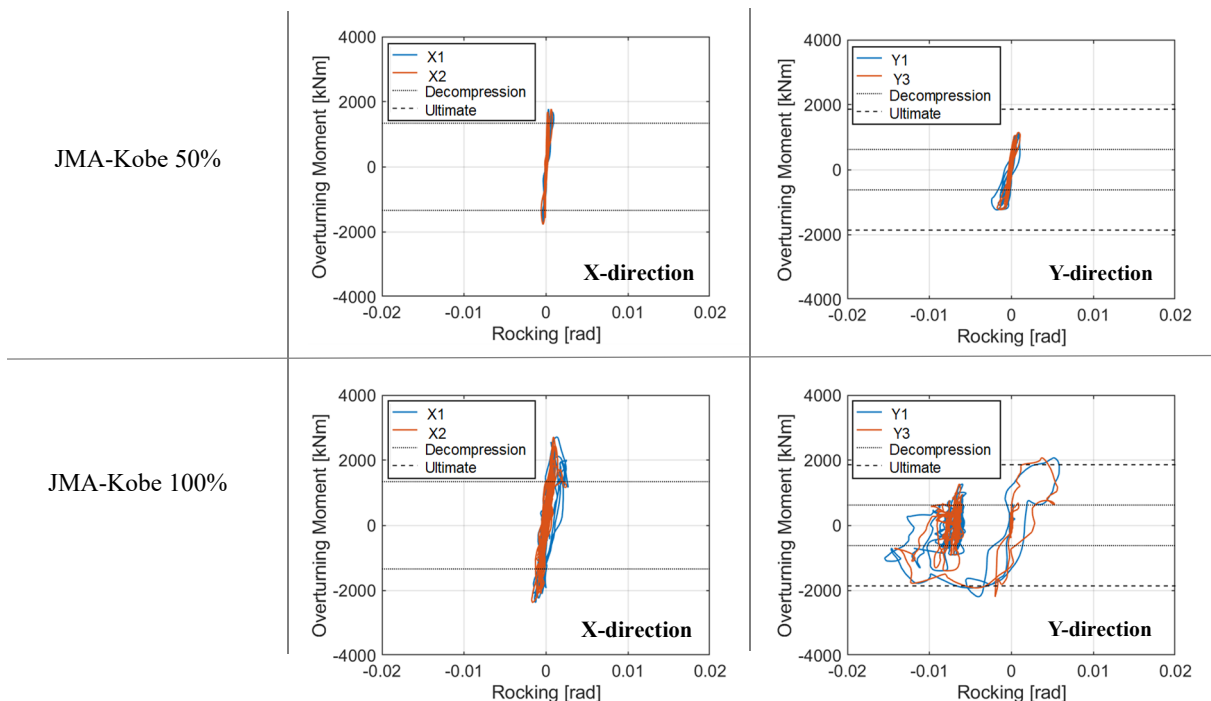 JMA-Kobe 50%
Overturning Moment [kNm]
4000
2000
0
-2000
-4000
X1
X2
Decompression
Ultimate
X-direction
-0.02
-0.01
0
0.01
0.02
Rocking [rad]
Overturning Moment [kNm]
4000
2000
0
-2000
-4000
Y1
Y3
Decompression
Ultimate
Y-direction
-0.02
-0.01
0
0.01
0.02
Rocking [rad]
JMA-Kobe 100%
Overturning Moment [kNm]
4000
2000
0
-2000
-4000
X1
X2
Decompression
Ultimate
X-direction
-0.02
-0.01
0
0.01
0.02
Rocking [rad]
Overturning Moment [kNm]
4000
2000
0
-2000
-4000
Y1
Y3
Decompression
Ultimate
Y-direction
-0.02
-0.01
0
0.01
0.02
Rocking [rad]